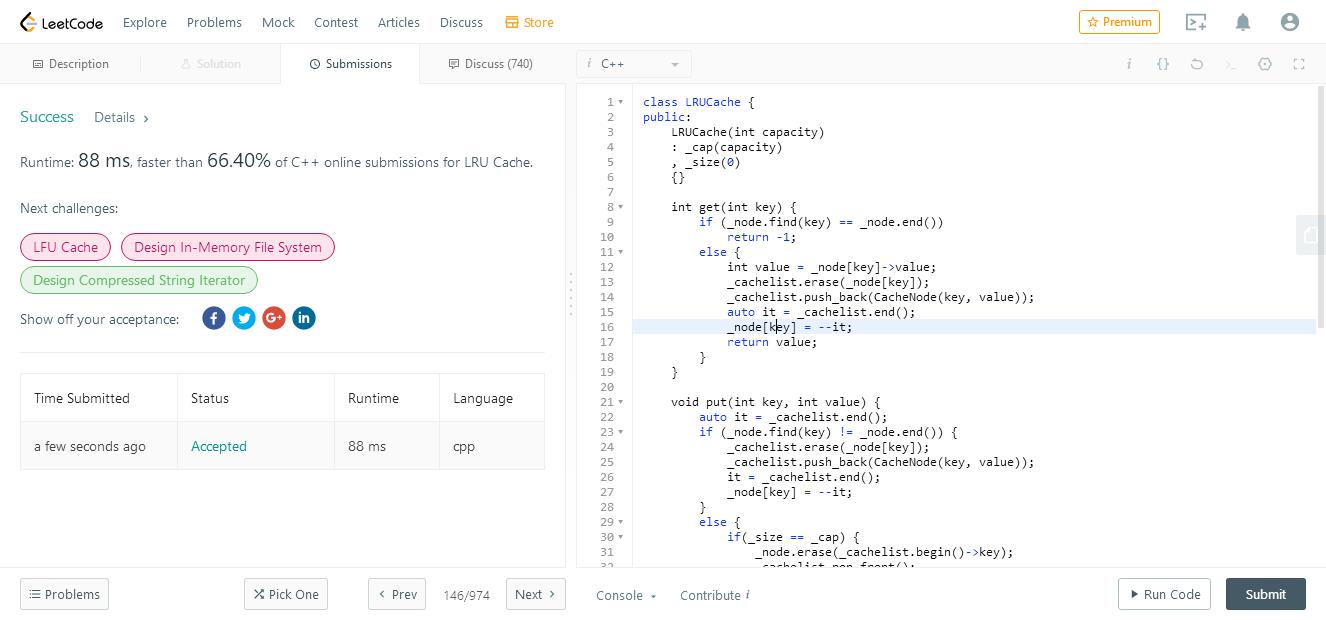 LeetCode Explore Problems Mock Contest Articles Discuss Store Premium
Description Solution Submissions Discuss (740)
i C++ i {}
Success Details
Runtime: 88 ms, faster than 66.40% of C++ online submissions for LRU Cache.
Next challenges:
LFU Cache Design In-Memory File System
Design Compressed String Iterator
Show off your acceptance: f G+ in
Time Submitted Status Runtime Language
a few seconds ago Accepted 88 ms cpp
1 class LRUCache {
2 public:
3 LRUCache(int capacity)
4 : _cap(capacity)
5 , _size(0)
6 {}
7
8 int get(int key) {
9 if (_node.find(key) == _node.end())
10 return -1;
11 else {
12 int value = _node[key]->value;
13 _cachelist.erase(_node[key]);
14 _cachelist.push_back(CacheNode(key, value));
15 auto it = _cachelist.end();
16 _node[key] = --it;
17 return value;
18 }
19 }
20
21 void put(int key, int value) {
22 auto it = _cachelist.end();
23 if (_node.find(key) != _node.end()) {
24 _cachelist.erase(_node[key]);
25 _cachelist.push_back(CacheNode(key, value));
26 it = _cachelist.end();
27 _node[key] = --it;
28 }
29 else {
30 if(_size == _cap) {
31 _node.erase(_cachelist.begin()->key);
32 _cachelist.pop_front();
Problems Pick One Prev 146/974 Next Console Contribute i Run Code Submit